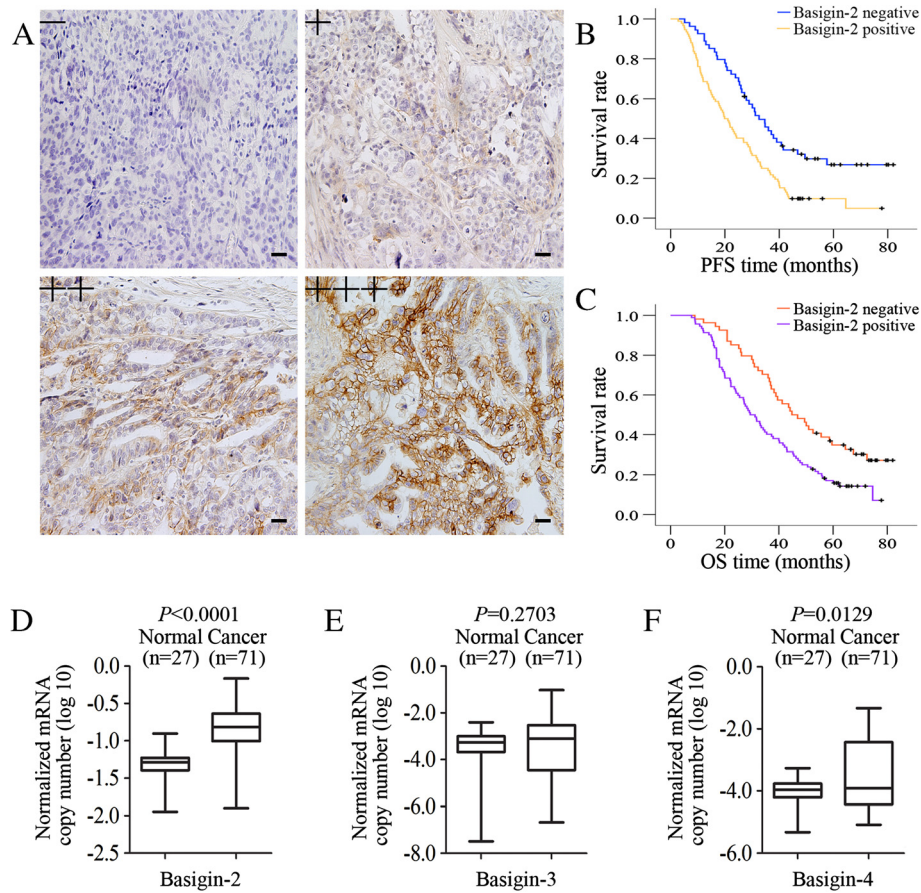 A
−
+
++
+++
B
Basigin-2 negative
Basigin-2 positive
Survival rate
1.0
0.8
0.6
0.4
0.2
0.0
0 20 40 60 80
PFS time (months)
C
Basigin-2 negative
Basigin-2 positive
Survival rate
1.0
0.8
0.6
0.4
0.2
0.0
0 20 40 60 80
OS time (months)
D
P<0.0001
Normal Cancer
(n=27) (n=71)
Normalized mRNA
copy number (log 10)
0.0
-0.5
-1.0
-1.5
-2.0
-2.5
Basigin-2
E
P=0.2703
Normal Cancer
(n=27) (n=71)
Normalized mRNA
copy number (log 10)
0.0
-2.0
-4.0
-6.0
-8.0
Basigin-3
F
P=0.0129
Normal Cancer
(n=27) (n=71)
Normalized mRNA
copy number (log 10)
0.0
-2.0
-4.0
-6.0
Basigin-4